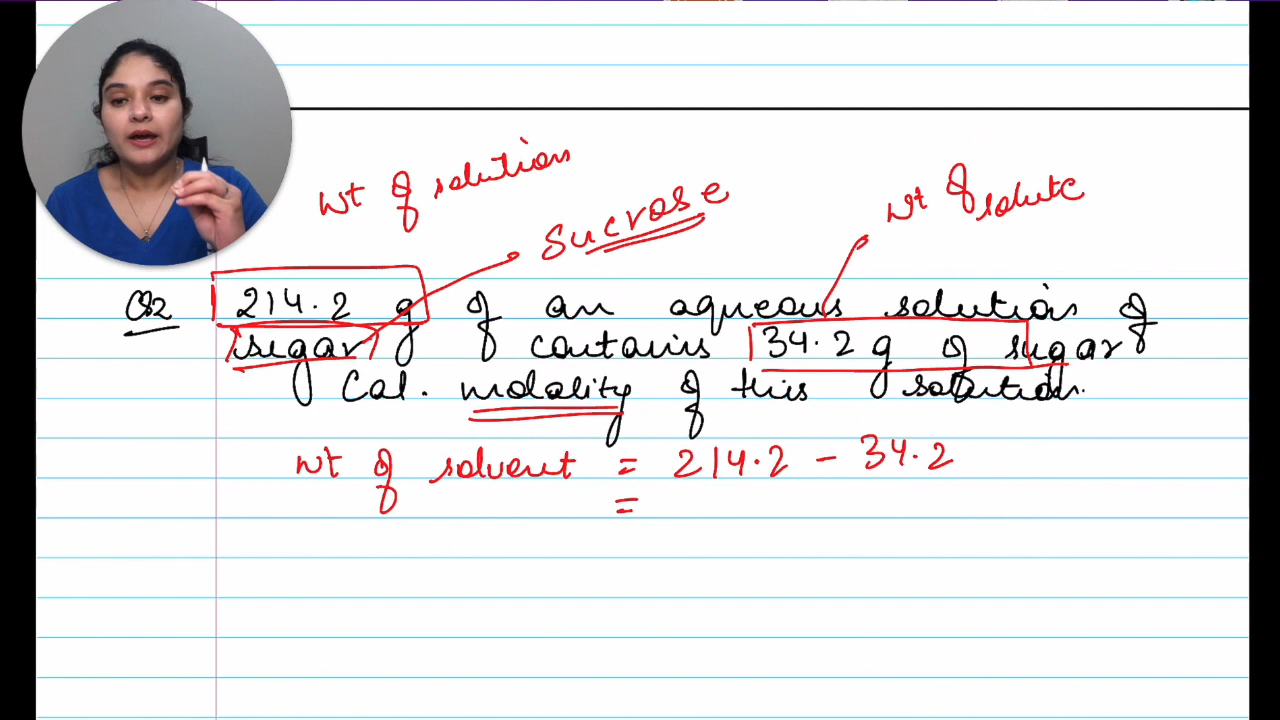 Wt of solution
Sucrose
Wt of solute
Q2 214.2 g of an aqueous solution of
sugar contains 34.2 g of sugar
Cal. molality of this solution.
Wt of solvent = 214.2 - 34.2
=